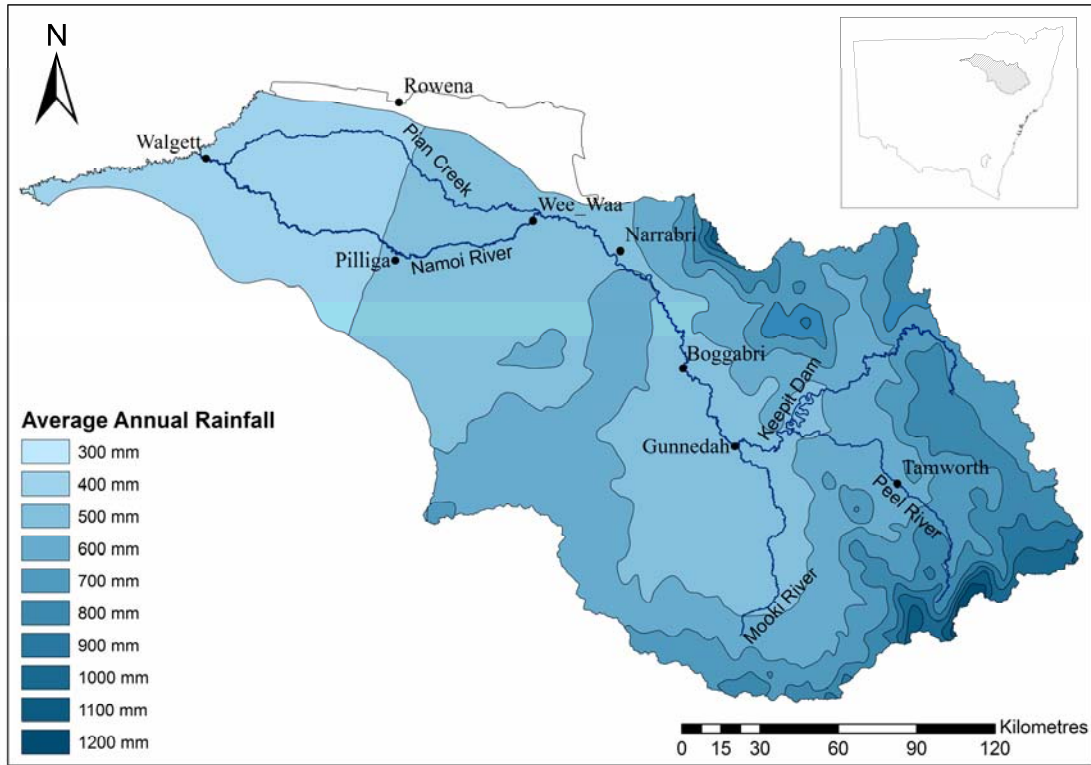 N
Rowena
Walgett
Pian Creek
Wee_Waa
Narrabri
Pilliga
Namoi River
Boggabri
Keepit Dam
Gunnedah
Tamworth
Peel River
Mooki River
Average Annual Rainfall
300 mm
400 mm
500 mm
600 mm
700 mm
800 mm
900 mm
1000 mm
1100 mm
1200 mm
Kilometres
0 15 30 60 90 120